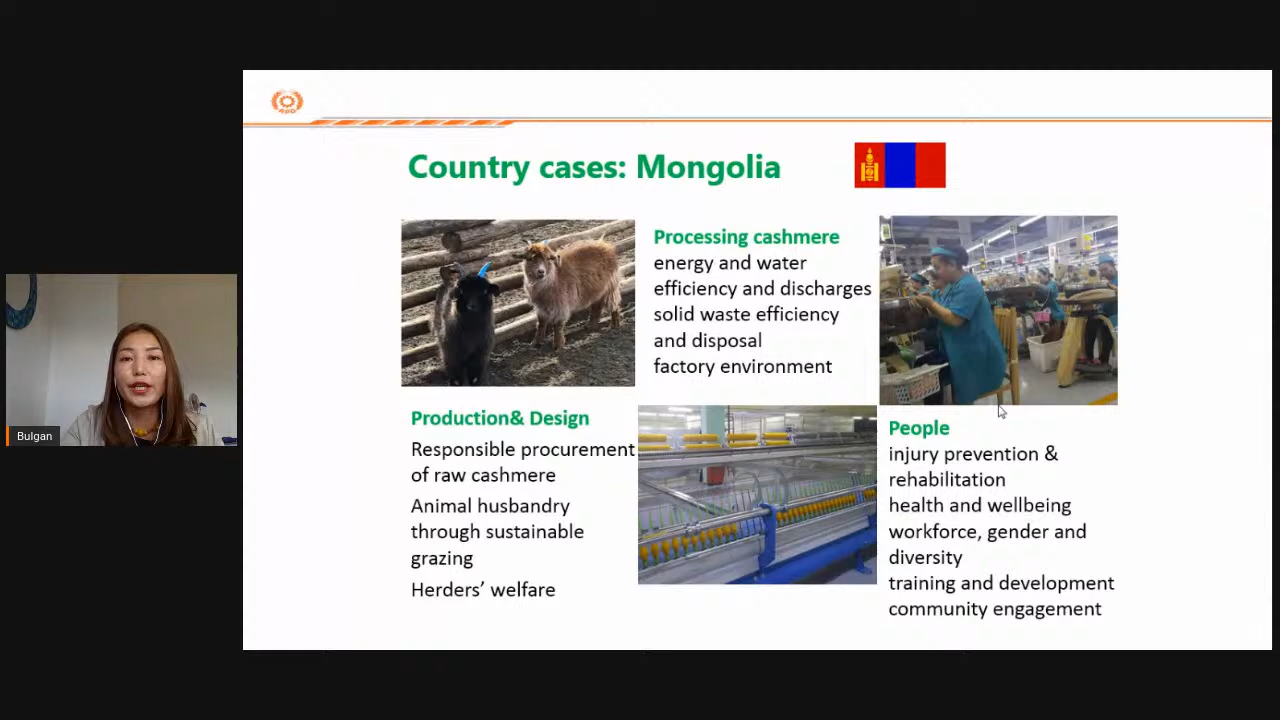 APO
Country cases: Mongolia
Processing cashmere
energy and water
efficiency and discharges
solid waste efficiency
and disposal
factory environment
Production& Design
Responsible procurement
of raw cashmere
Animal husbandry
through sustainable
grazing
Herders’ welfare
People
injury prevention &
rehabilitation
health and wellbeing
workforce, gender and
diversity
training and development
community engagement
Bulgan